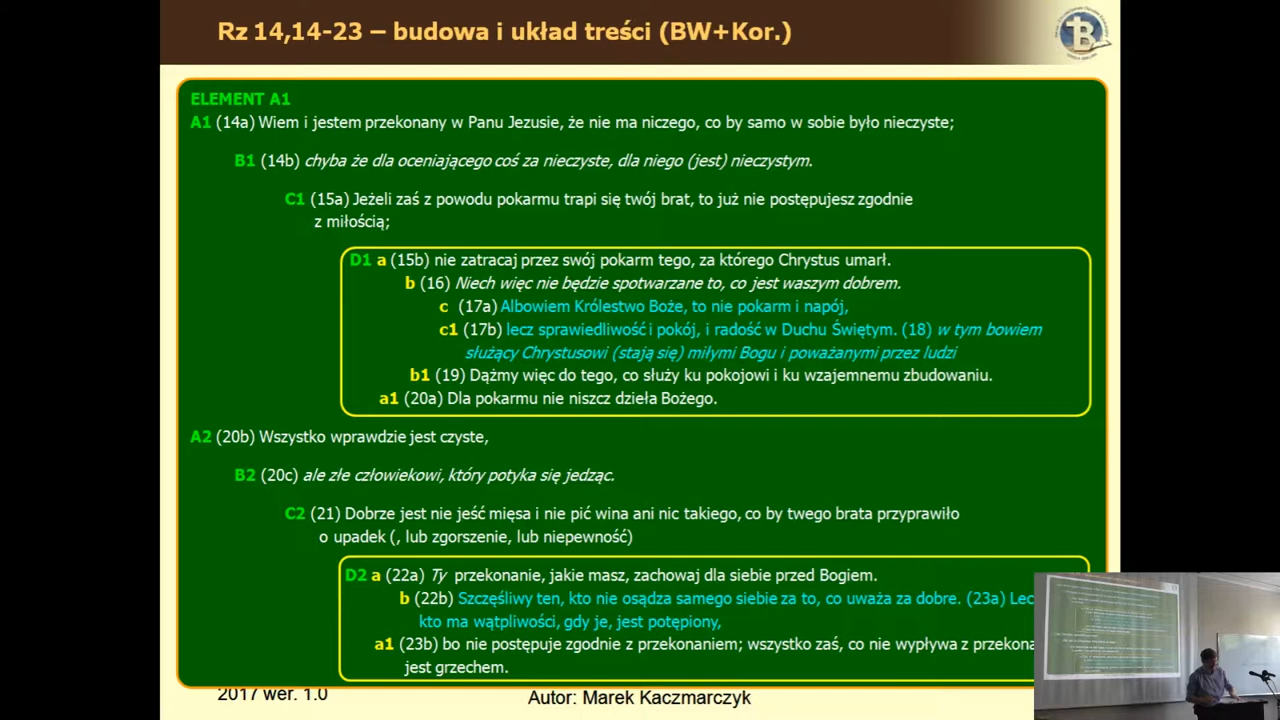 Rz 14,14-23 – budowa i układ treści (BW+Kor.)
B
ELEMENT A1
A1 (14a) Wiem i jestem przekonany w Panu Jezusie, że nie ma niczego, co by samo w sobie było nieczyste;
B1 (14b) chyba że dla oceniającego coś za nieczyste, dla niego (jest) nieczystym.
C1 (15a) Jeżeli zaś z powodu pokarmu trapi się twój brat, to już nie postępujesz zgodnie
z miłością;
D1 a (15b) nie zatracaj przez swój pokarm tego, za którego Chrystus umarł.
b (16) Niech więc nie będzie spotwarzane to, co jest waszym dobrem.
c (17a) Albowiem Królestwo Boże, to nie pokarm i napój,
c1 (17b) lecz sprawiedliwość i pokój, i radość w Duchu Świętym. (18) w tym bowiem
służący Chrystusowi (stają się) miłymi Bogu i poważanymi przez ludzi
b1 (19) Dążmy więc do tego, co służy ku pokojowi i ku wzajemnemu zbudowaniu.
a1 (20a) Dla pokarmu nie niszcz dzieła Bożego.
A2 (20b) Wszystko wprawdzie jest czyste,
B2 (20c) ale złe człowiekowi, który potyka się jedząc.
C2 (21) Dobrze jest nie jeść mięsa i nie pić wina ani nic takiego, co by twego brata przyprawiło
o upadek (, lub zgorszenie, lub niepewność)
D2 a (22a) Ty przekonanie, jakie masz, zachowaj dla siebie przed Bogiem.
b (22b) Szczęśliwy ten, kto nie osądza samego siebie za to, co uważa za dobre. (23a) Lec
kto ma wątpliwości, gdy je, jest potępiony,
a1 (23b) bo nie postępuje zgodnie z przekonaniem; wszystko zaś, co nie wypływa z przekona
jest grzechem.
2017 wer. 1.0
Autor: Marek Kaczmarczyk